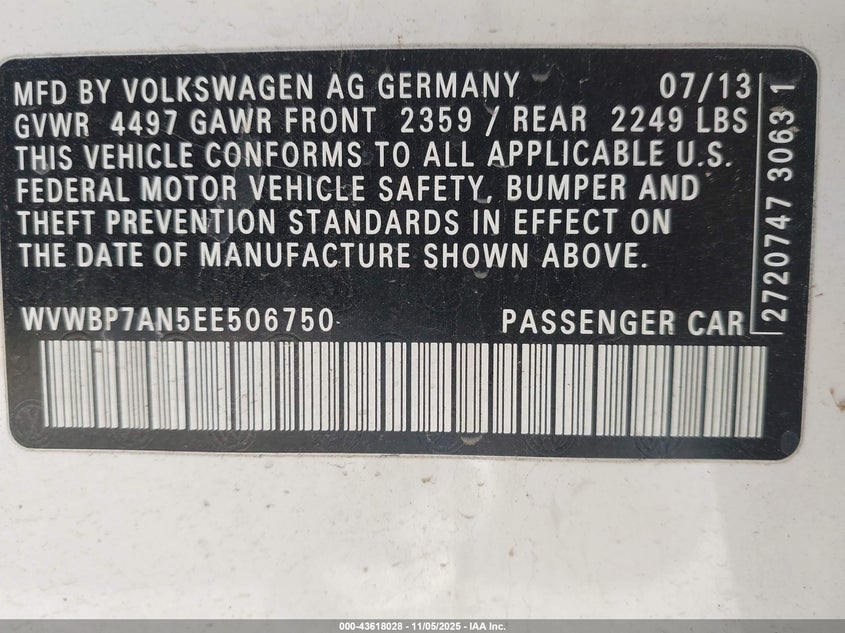 MFD BY VOLKSWAGEN AG GERMANY 07/13
GVWR 4497 GAWR FRONT 2359 / REAR 2249 LBS
THIS VEHICLE CONFORMS TO ALL APPLICABLE U.S.
FEDERAL MOTOR VEHICLE SAFETY, BUMPER AND
THEFT PREVENTION STANDARDS IN EFFECT ON
THE DATE OF MANUFACTURE SHOWN ABOVE.
WVWBP7AN5EE506750 PASSENGER CAR
2720747 3063 1
000-43618028 - 11/05/2025 - IAA Inc.